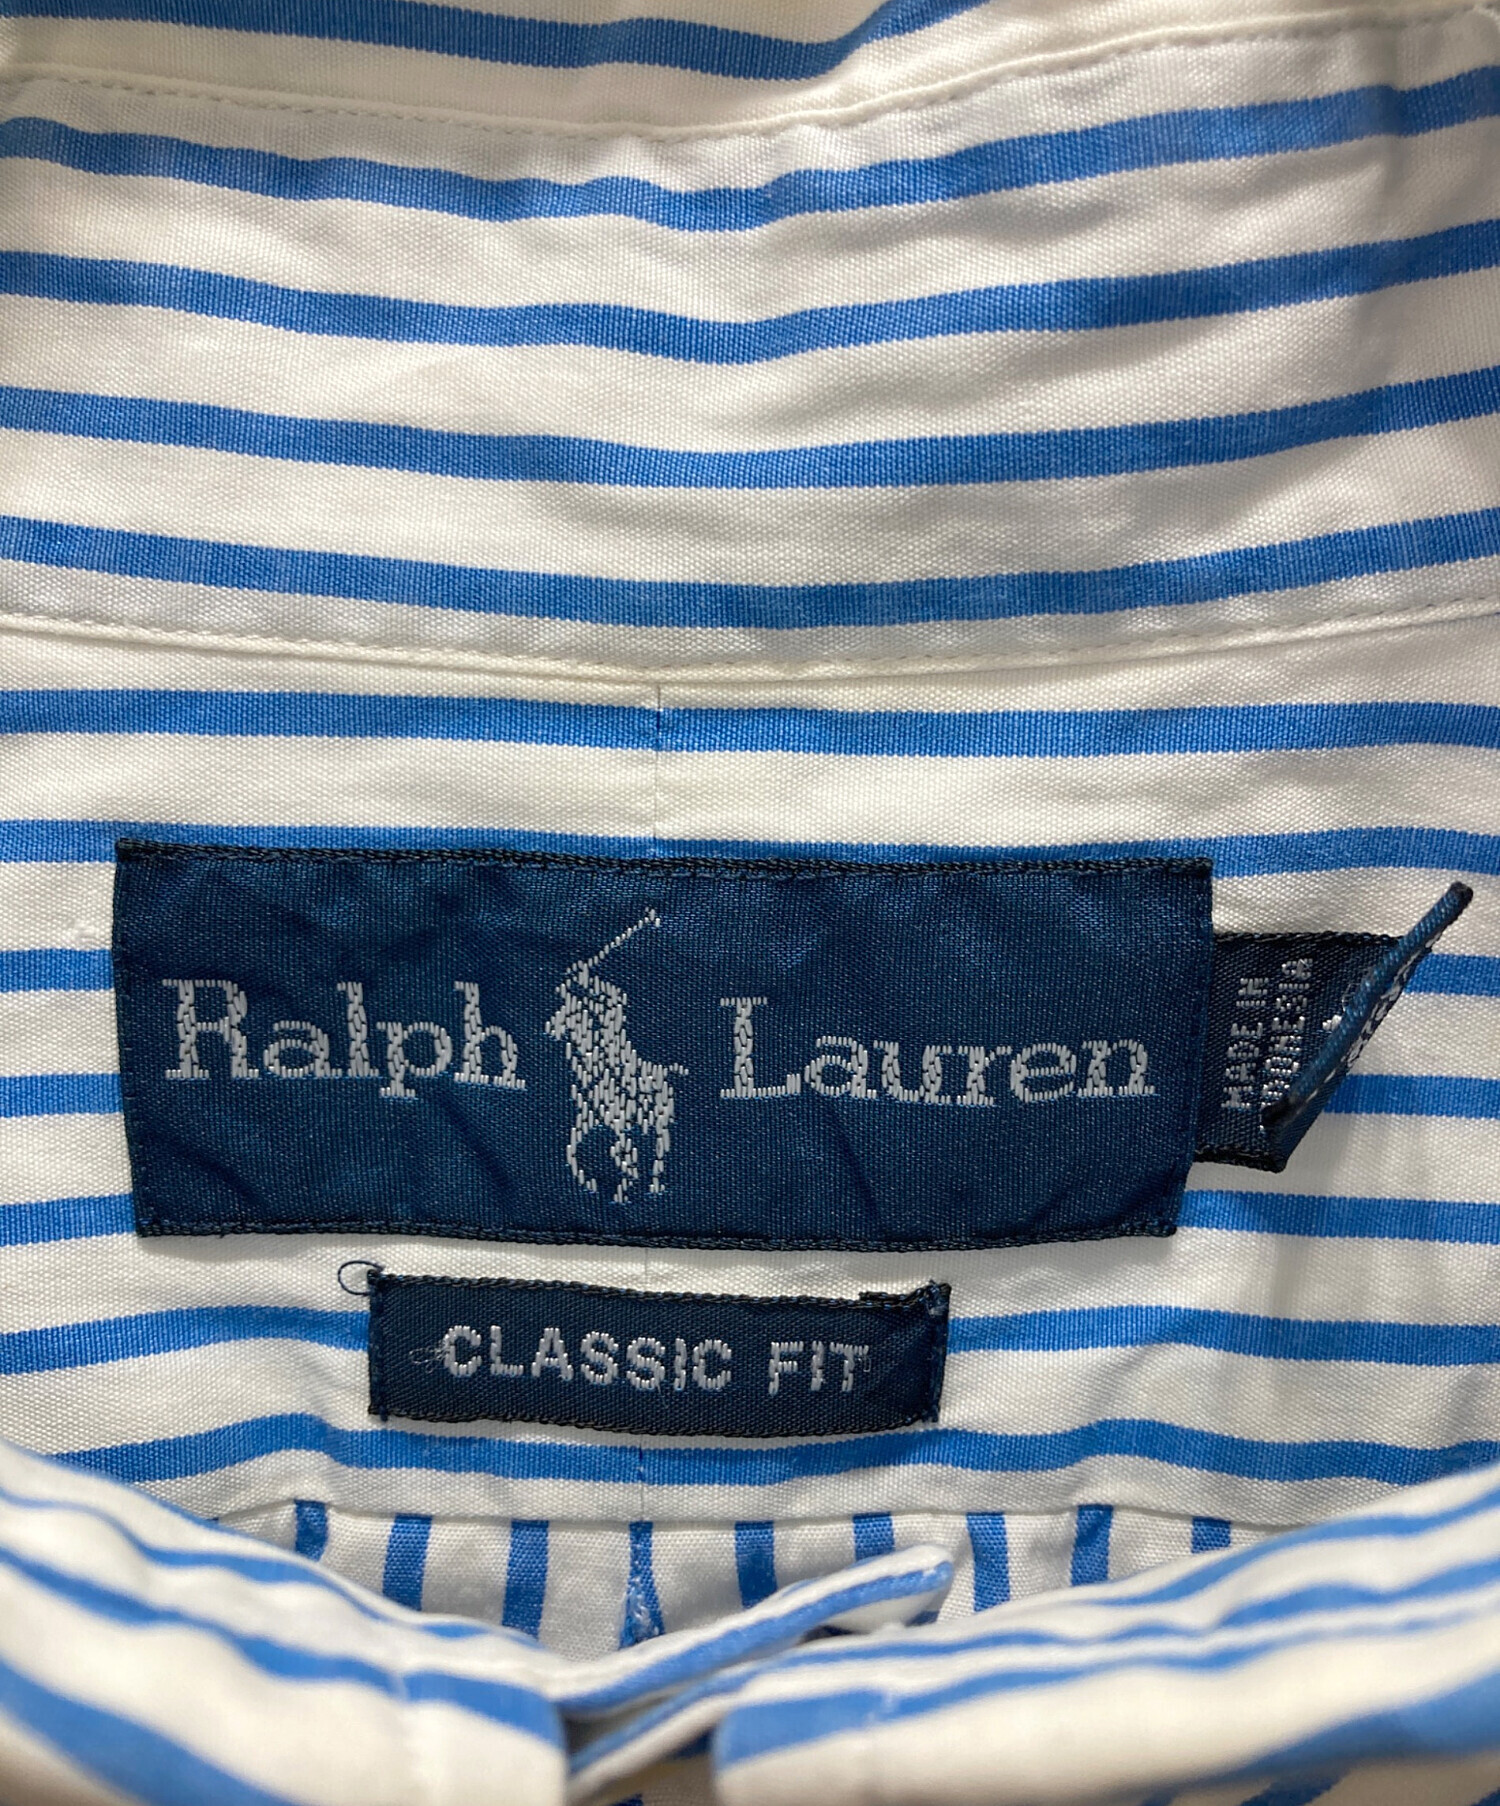 Ralph Lauren
MADE IN
INDONESIA
CLASSIC FIT